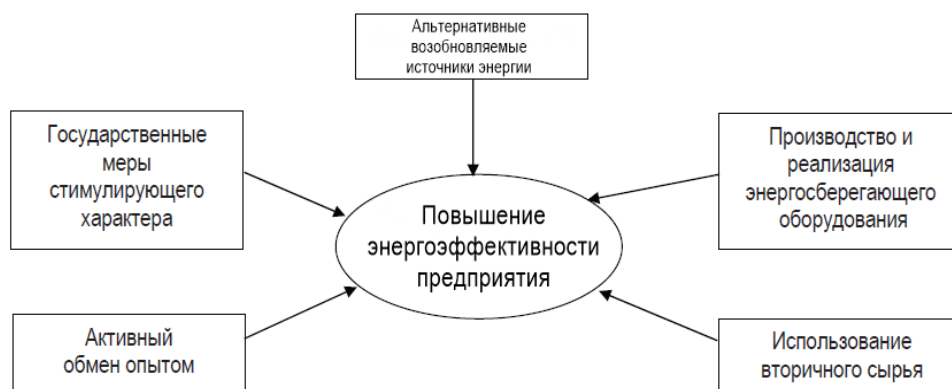 Альтернативные
возобновляемые
источники энергии
Государственные
меры
стимулирующего
характера
Производство и
реализация
энергосберегающего
оборудования
Повышение
энергоэффективности
предприятия
Активный
обмен опытом
Использование
вторичного сырья